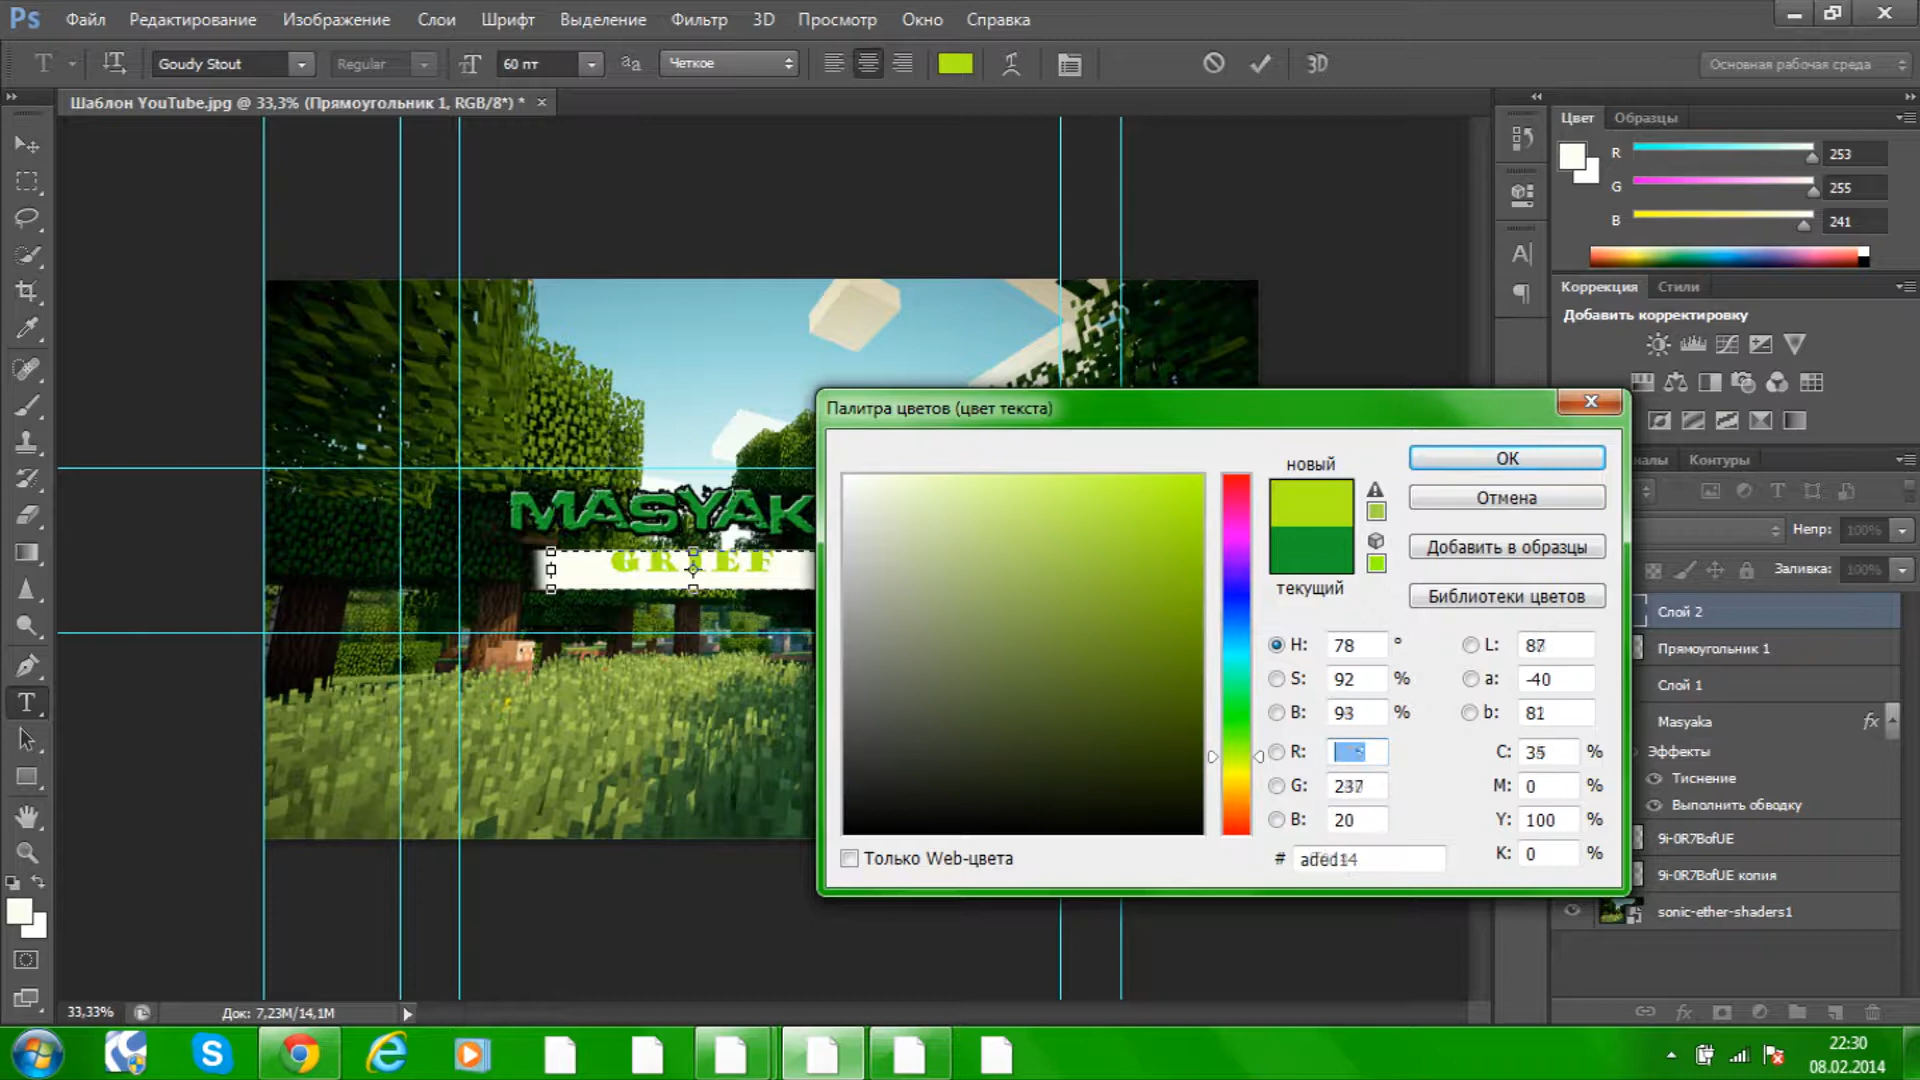 Ps Файл Редактирование Изображение Слои Шрифт Выделение Фильтр 3D Просмотр Окно Справка
Goudy Stout Regular 60 пт Четкое 3D Основная рабочая среда
Шаблон YouTube.jpg @ 33,3% (Прямоугольник 1, RGB/8*) *
Цвет Образцы
R 253
G 255
B 241
Коррекция Стили
Добавить корректировку
Палитра цветов (цвет текста)
налы Контуры
новый
OK
Отмена
MASYAK
Непр: 100%
Добавить в образцы
GRIEF
Заливка: 100%
текущий
Библиотеки цветов
Слой 2
H: 78 ° L: 87
Прямоугольник 1
S: 92 % a: -40
Слой 1
B: 93 % b: 81
Masyaka fx
R: C: 35 %
Эффекты
Тиснение
G: 237 M: 0 %
Выполнить обводку
B: 20 Y: 100 %
9i-0R7BofUE
Только Web-цвета # aded14 K: 0 %
9i-0R7BofUE копия
sonic-ether-shaders1
33,33% Док: 7,23M/14,1M
22:30
08.02.2014